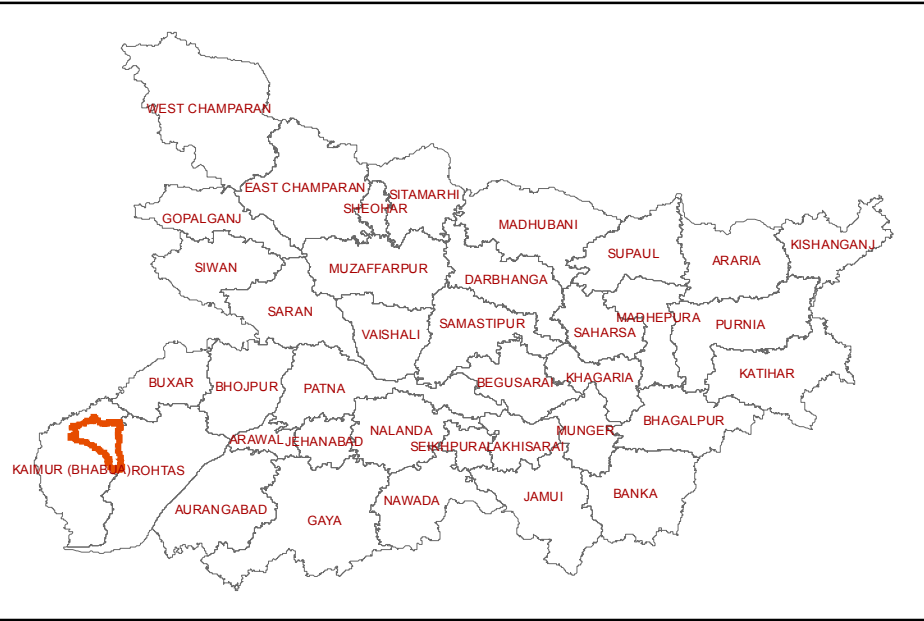 WEST CHAMPARAN
EAST CHAMPARAN
SITAMARHI
SHEOHAR
GOPALGANJ
MADHUBANI
KISHANGANJ
SUPAUL
ARARIA
SIWAN
MUZAFFARPUR
DARBHANGA
SARAN
MADHEPURA
SAMASTIPUR
PURNIA
VAISHALI
SAHARSA
KATIHAR
BUXAR
BHOJPUR
PATNA
BEGUSARAI
KHAGARIA
BHAGALPUR
NALANDA
MUNGER
ARAWAL
JEHANABAD
SEIKHPURA
LAKHISARAI
KAIMUR (BHABUA)
ROHTAS
BANKA
JAMUI
NAWADA
AURANGABAD
GAYA